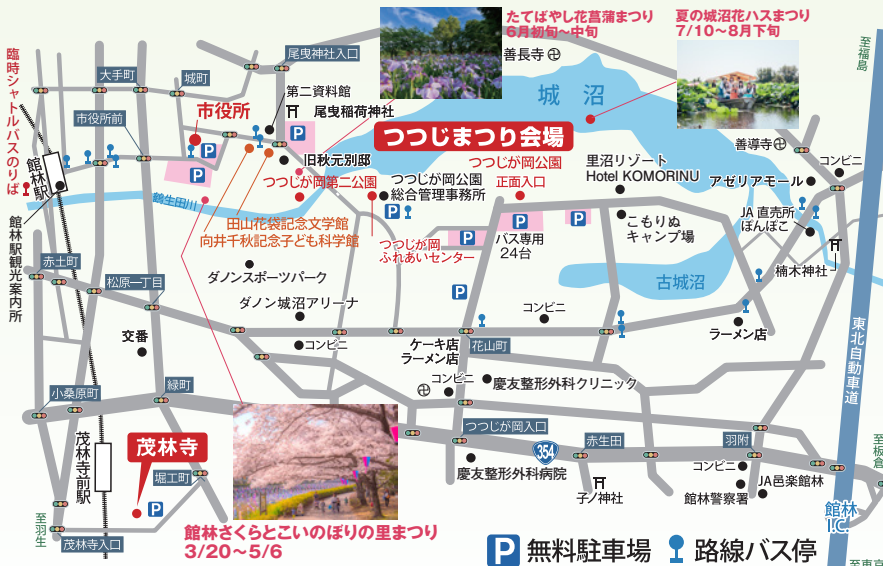 たてばやし花菖蒲まつり
6月初旬〜中旬
夏の城沼花ハスまつり
7/10〜8月下旬
至福島
臨時シャトルバスのりば
大手町
城町
尾曳神社入口
善長寺
城沼
第二資料館
尾曳稲荷神社
市役所
市役所前
つつじまつり会場
善導寺
コンビニ
館林駅
旧秋元別邸
つつじが岡公園
正面入口
里沼リゾート
Hotel KOMORINU
アゼリアモール
つつじが岡第二公園
つつじが岡公園
総合管理事務所
鶴生田川
JA 直売所
ぽんぽこ
田山花袋記念文学館
向井千秋記念子ども科学館
つつじが岡
ふれあいセンター
バス専用
24台
こもりぬ
キャンプ場
館林駅観光案内所
赤土町
松原一丁目
ダノンスポーツパーク
古城沼
楠木神社
ダノン城沼アリーナ
コンビニ
東北自動車道
交番
コンビニ
ケーキ店
ラーメン店
花山町
ラーメン店
小桑原町
緑町
コンビニ
慶友整形外科クリニック
茂林寺前駅
茂林寺
つつじが岡入口
354
赤生田
羽附
至板倉
堀工町
慶友整形外科病院
子ノ神社
コンビニ
JA邑楽館林
館林警察署
館林
I.C.
至羽生
茂林寺入口
館林さくらとこいのぼりの里まつり
3/20〜5/6
P 無料駐車場
路線バス停
至東京